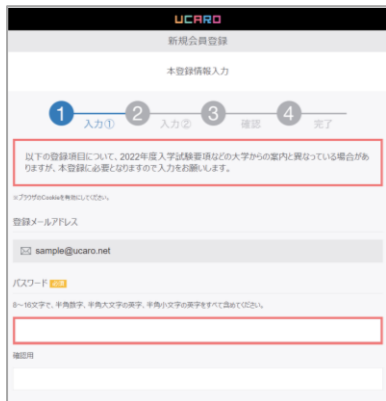 UCARO
新規会員登録
本登録情報入力
1 入力① 2 入力② 3 確認 4 完了
以下の登録項目について、2022年度入学試験要項などの大学からの案内と異なっている場合があ
りますが、本登録に必要となりますので入力をお願いします。
※ブラウザのCookieを有効にしてください。
登録メールアドレス
sample@ucaro.net
パスワード 必須
8～16文字で、半角数字、半角大文字の英字、半角小文字の英字をすべて含めてください。
確認用